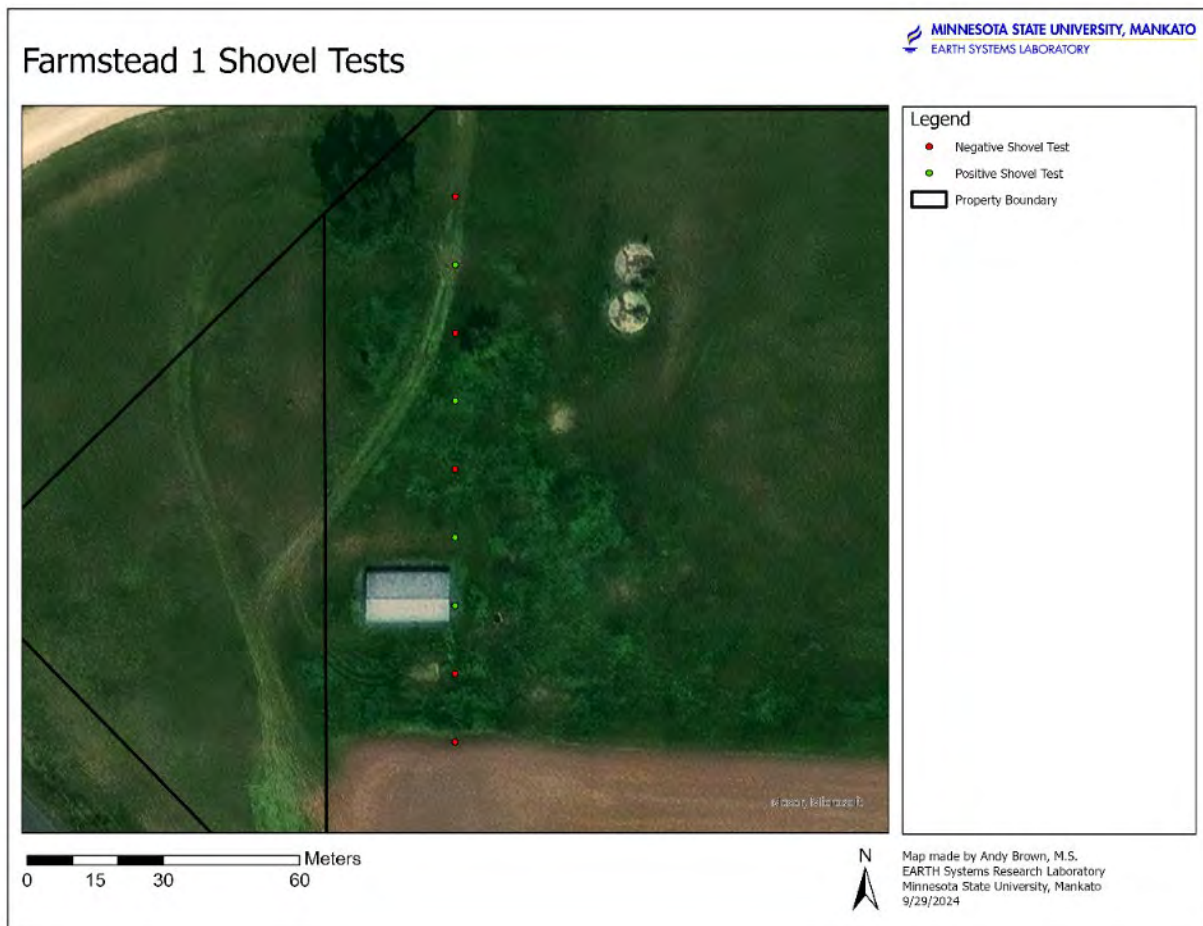 Farmstead 1 Shovel Tests
MINNESOTA STATE UNIVERSITY, MANKATO
EARTH SYSTEMS LABORATORY
Legend
Negative Shovel Test
Positive Shovel Test
Property Boundary
Maxar, Microsoft
Meters
0 15 30 60
N
Map made by Andy Brown, M.S.
EARTH Systems Research Laboratory
Minnesota State University, Mankato
9/29/2024